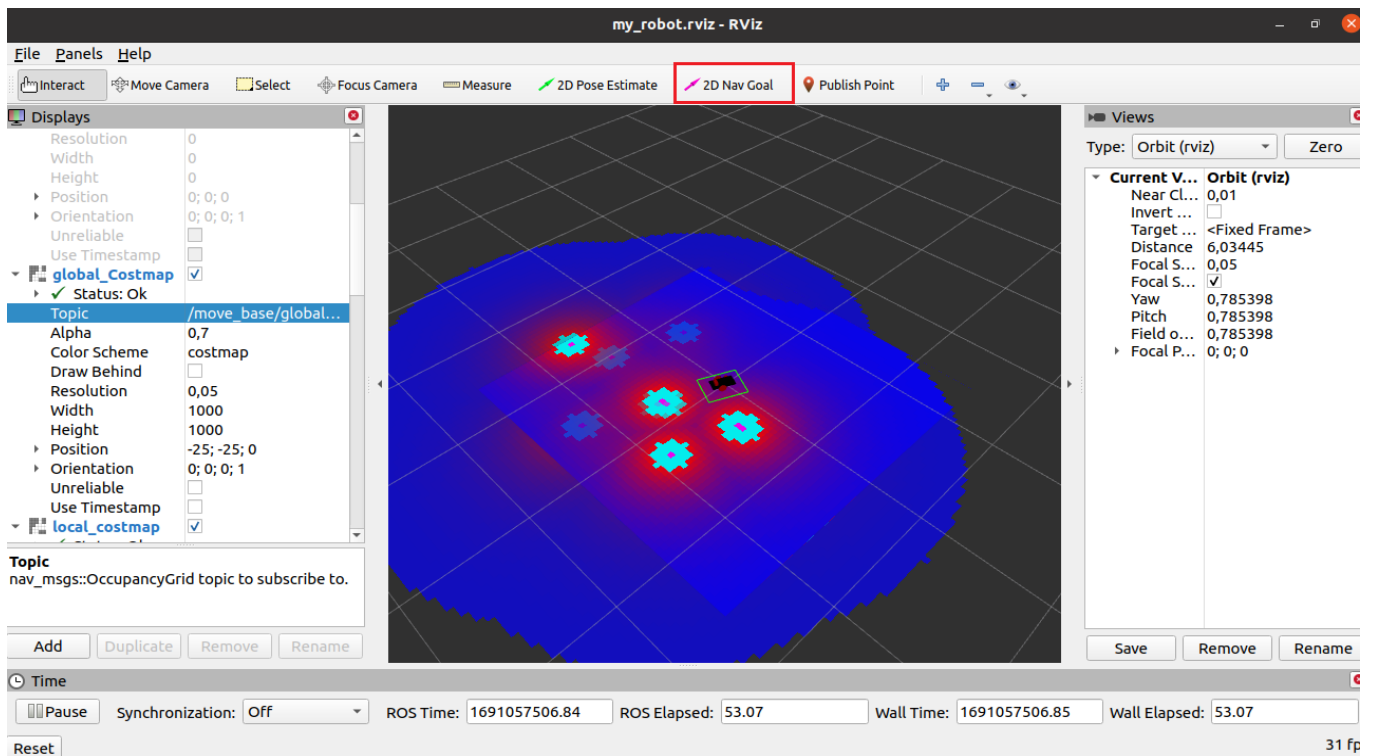 my_robot.rviz - RViz
File Panels Help
Interact Move Camera Select Focus Camera Measure 2D Pose Estimate 2D Nav Goal Publish Point
Displays
Resolution 0
Width 0
Height 0
Position 0; 0; 0
Orientation 0; 0; 0; 1
Unreliable
Use Timestamp
global_Costmap
Status: Ok
Topic /move_base/global...
Alpha 0,7
Color Scheme costmap
Draw Behind
Resolution 0,05
Width 1000
Height 1000
Position -25; -25; 0
Orientation 0; 0; 0; 1
Unreliable
Use Timestamp
local_costmap
Topic
nav_msgs::OccupancyGrid topic to subscribe to.
Add Duplicate Remove Rename
Views
Type: Orbit (rviz) Zero
Current V... Orbit (rviz)
Near Cl... 0,01
Invert ...
Target ... <Fixed Frame>
Distance 6,03445
Focal S... 0,05
Focal S...
Yaw 0,785398
Pitch 0,785398
Field o... 0,785398
Focal P... 0; 0; 0
Save Remove Rename
Time
Pause Synchronization: Off ROS Time: 1691057506.84 ROS Elapsed: 53.07 Wall Time: 1691057506.85 Wall Elapsed: 53.07
Reset 31 fp